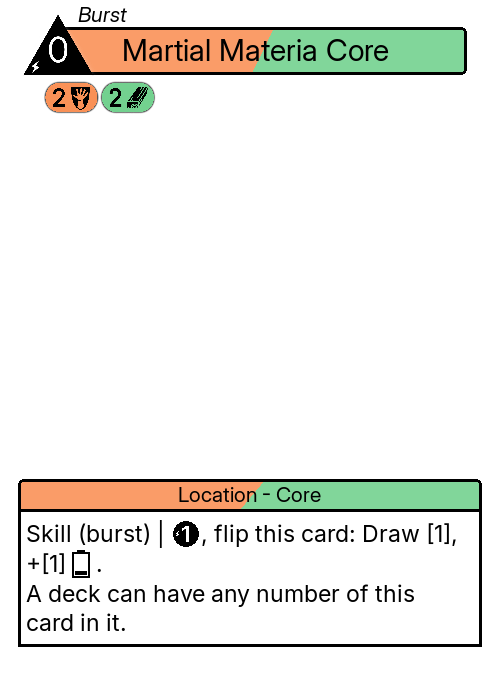 Burst
0 Martial Materia Core
2 2
Location - Core
Skill (burst) | 1, flip this card: Draw [1],
+[1] .
A deck can have any number of this
card in it.